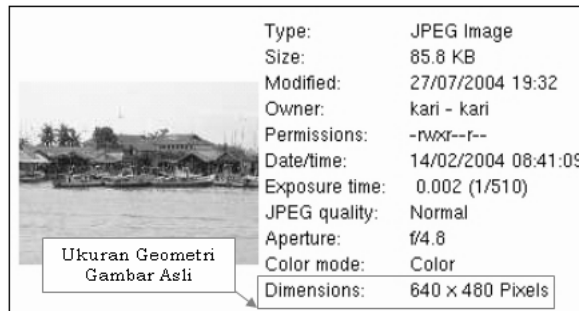 Type: JPEG Image
Size: 85.8 KB
Modified: 27/07/2004 19:32
Owner: kari - kari
Permissions: -rwxr--r--
Date/time: 14/02/2004 08:41:09
Exposure time: 0.002 (1/510)
JPEG quality: Normal
Aperture: f/4.8
Color mode: Color
Dimensions: 640 x 480 Pixels
Ukuran Geometri
Gambar Asli